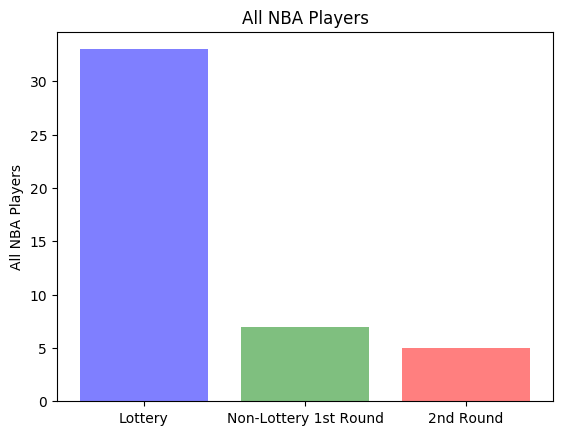 All NBA Players
All NBA Players
30
25
20
15
10
5
0
Lottery
Non-Lottery 1st Round
2nd Round